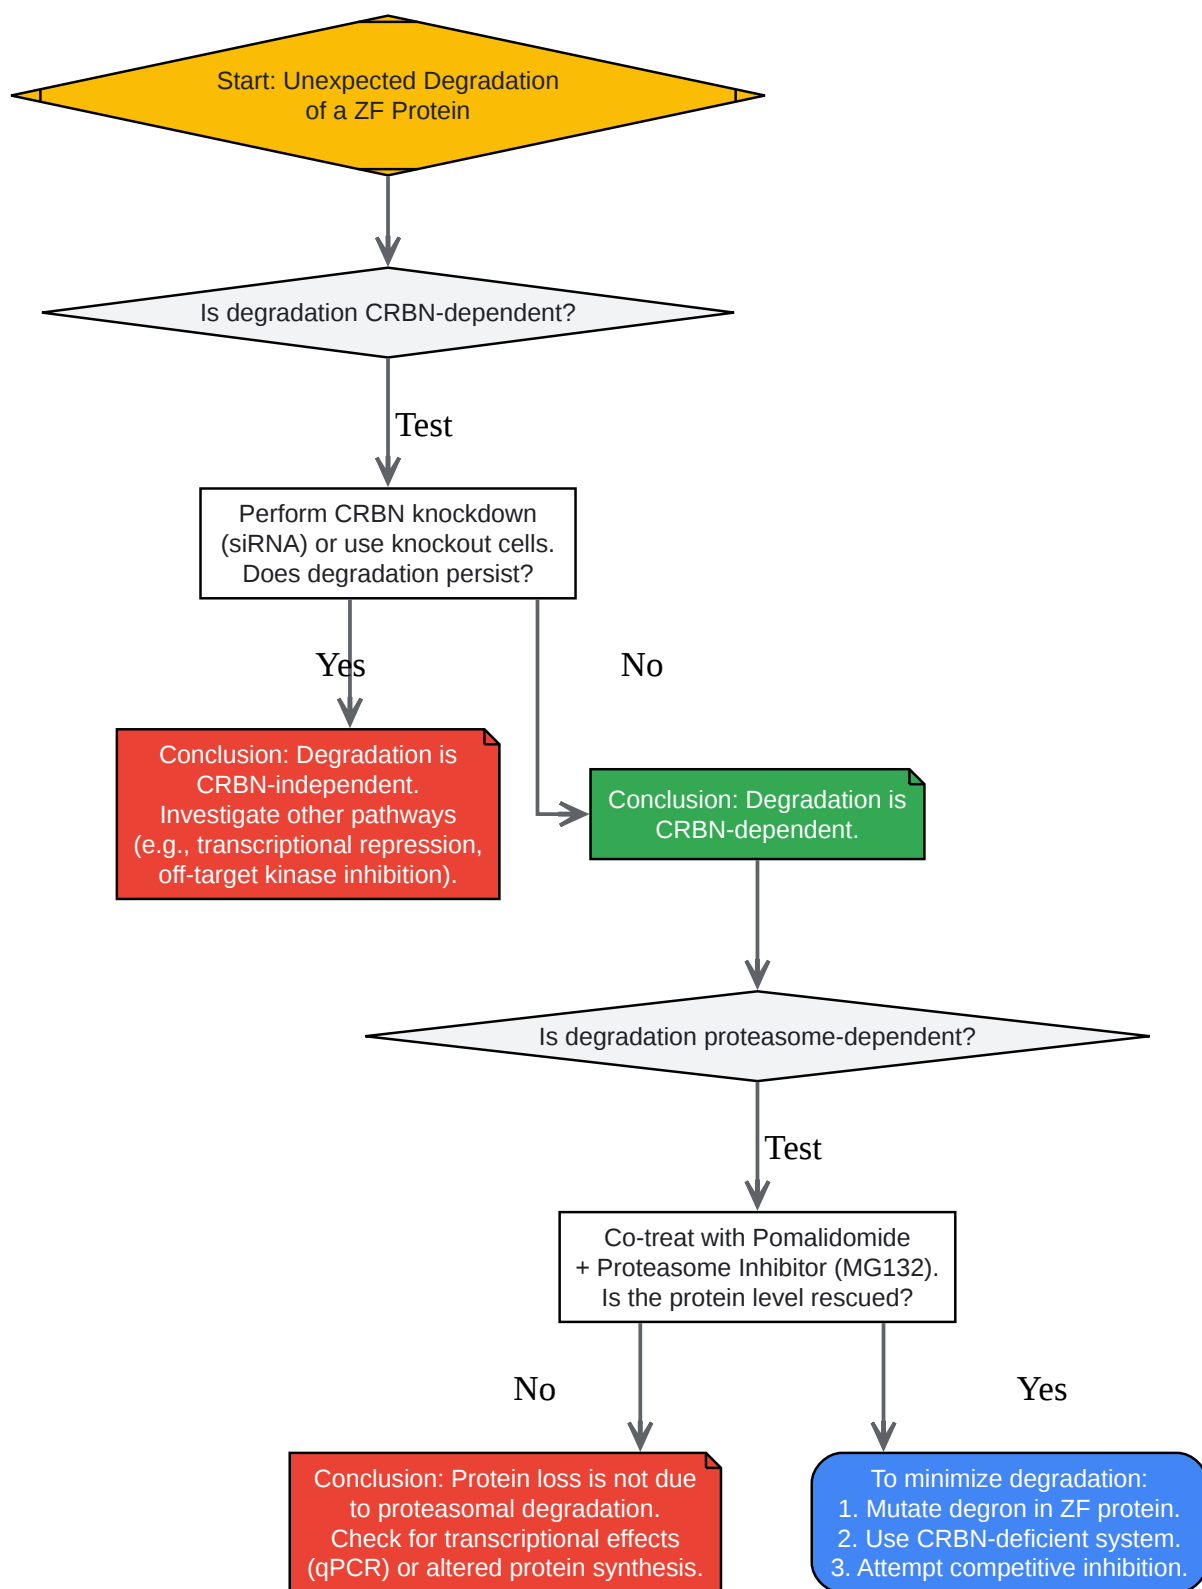 Start: Unexpected Degradation
of a ZF Protein
Is degradation CRBN-dependent?
Test
Perform CRBN knockdown
(siRNA) or use knockout cells.
Does degradation persist?
Yes
No
Conclusion: Degradation is
CRBN-independent.
Investigate other pathways
(e.g., transcriptional repression,
off-target kinase inhibition).
Conclusion: Degradation is
CRBN-dependent.
Is degradation proteasome-dependent?
Test
Co-treat with Pomalidomide
+ Proteasome Inhibitor (MG132).
Is the protein level rescued?
No
Yes
Conclusion: Protein loss is not due
to proteasomal degradation.
Check for transcriptional effects
(qPCR) or altered protein synthesis.
To minimize degradation:
1. Mutate degron in ZF protein.
2. Use CRBN-deficient system.
3. Attempt competitive inhibition.